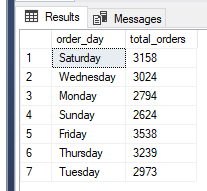 Results Messages
order_day total_orders
1 Saturday 3158
2 Wednesday 3024
3 Monday 2794
4 Sunday 2624
5 Friday 3538
6 Thursday 3239
7 Tuesday 2973